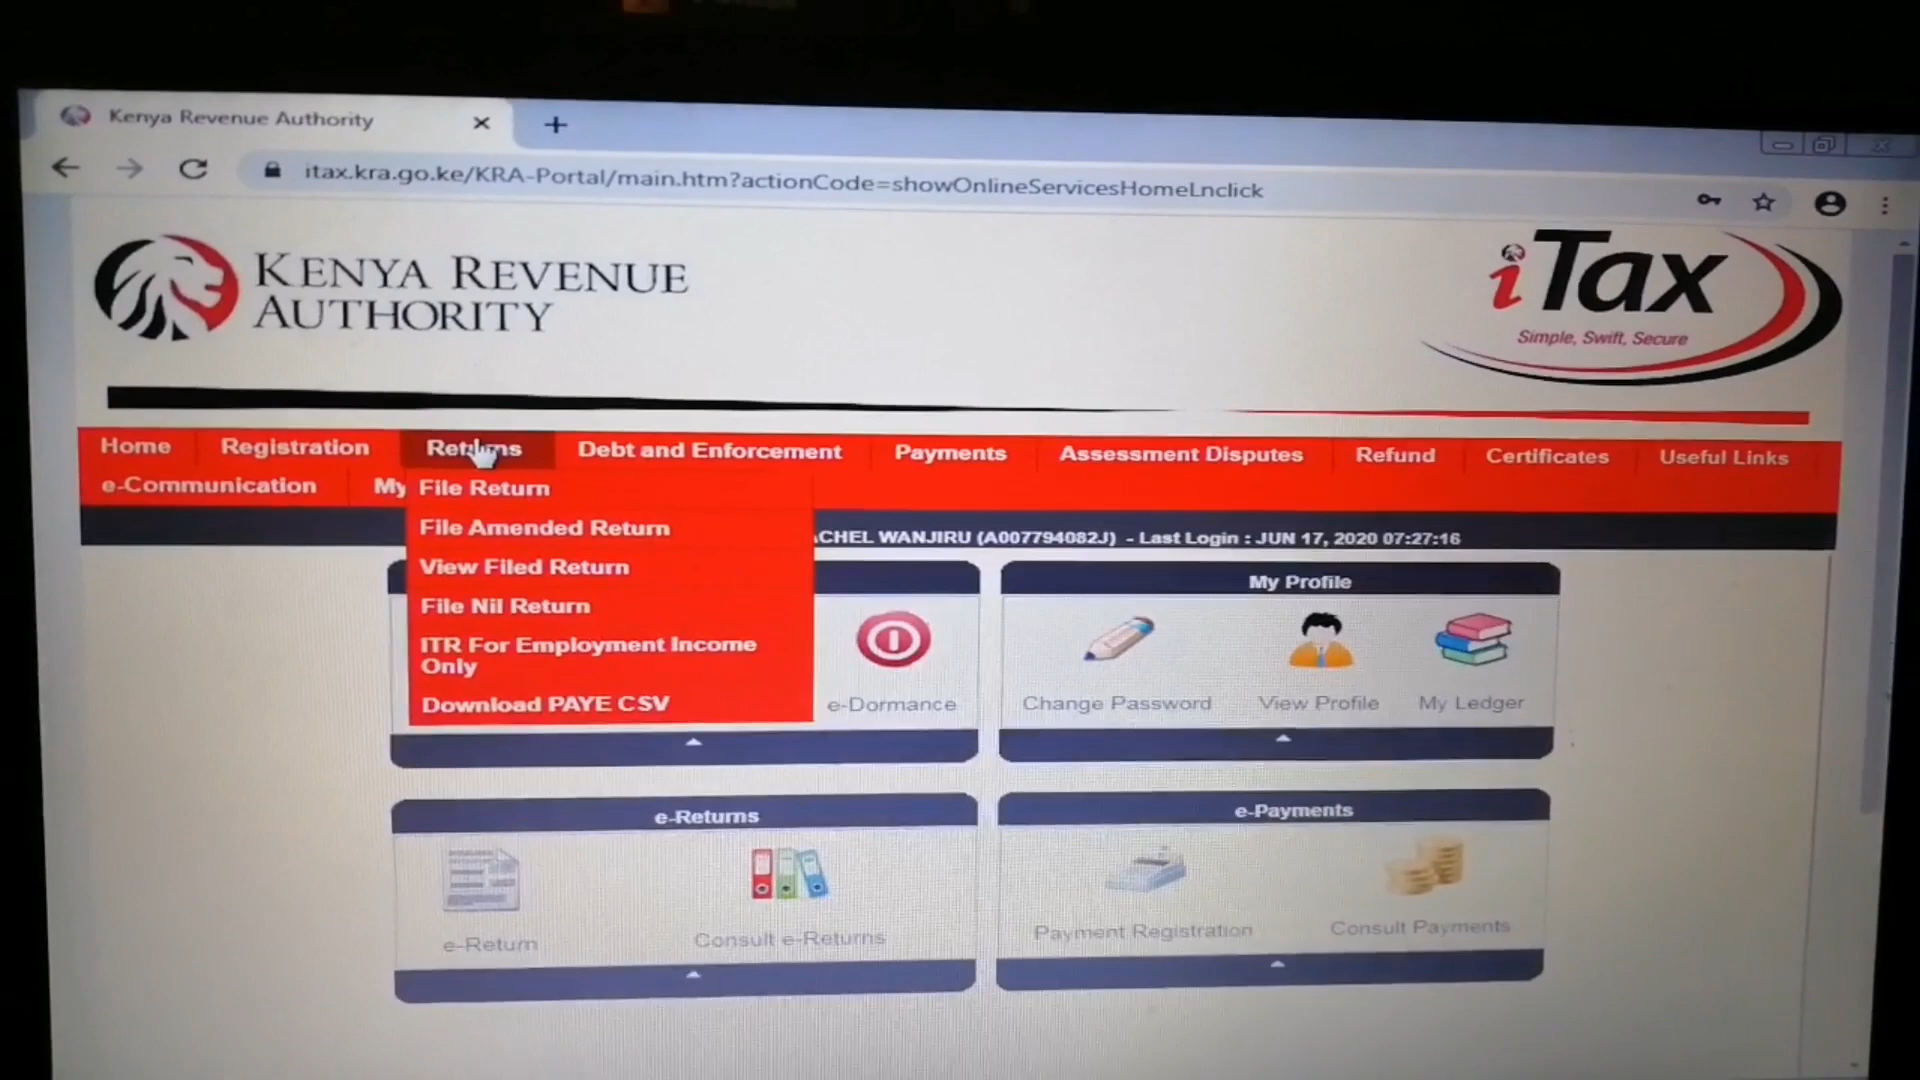 Kenya Revenue Authority
itax.kra.go.ke/KRA-Portal/main.htm?actionCode=showOnlineServicesHomeLnclick
KENYA REVENUE
AUTHORITY
iTax
Simple, Swift, Secure
Home Registration Returns Debt and Enforcement Payments Assessment Disputes Refund Certificates Useful Links
e-Communication My
File Return
File Amended Return
View Filed Return
File Nil Return
ITR For Employment Income
Only
Download PAYE CSV
ACHEL WANJIRU (A007794082J) - Last Login : JUN 17, 2020 07:27:16
e-Dormance
My Profile
Change Password View Profile My Ledger
e-Returns
e-Return Consult e-Returns
e-Payments
Payment Registration Consult Payments